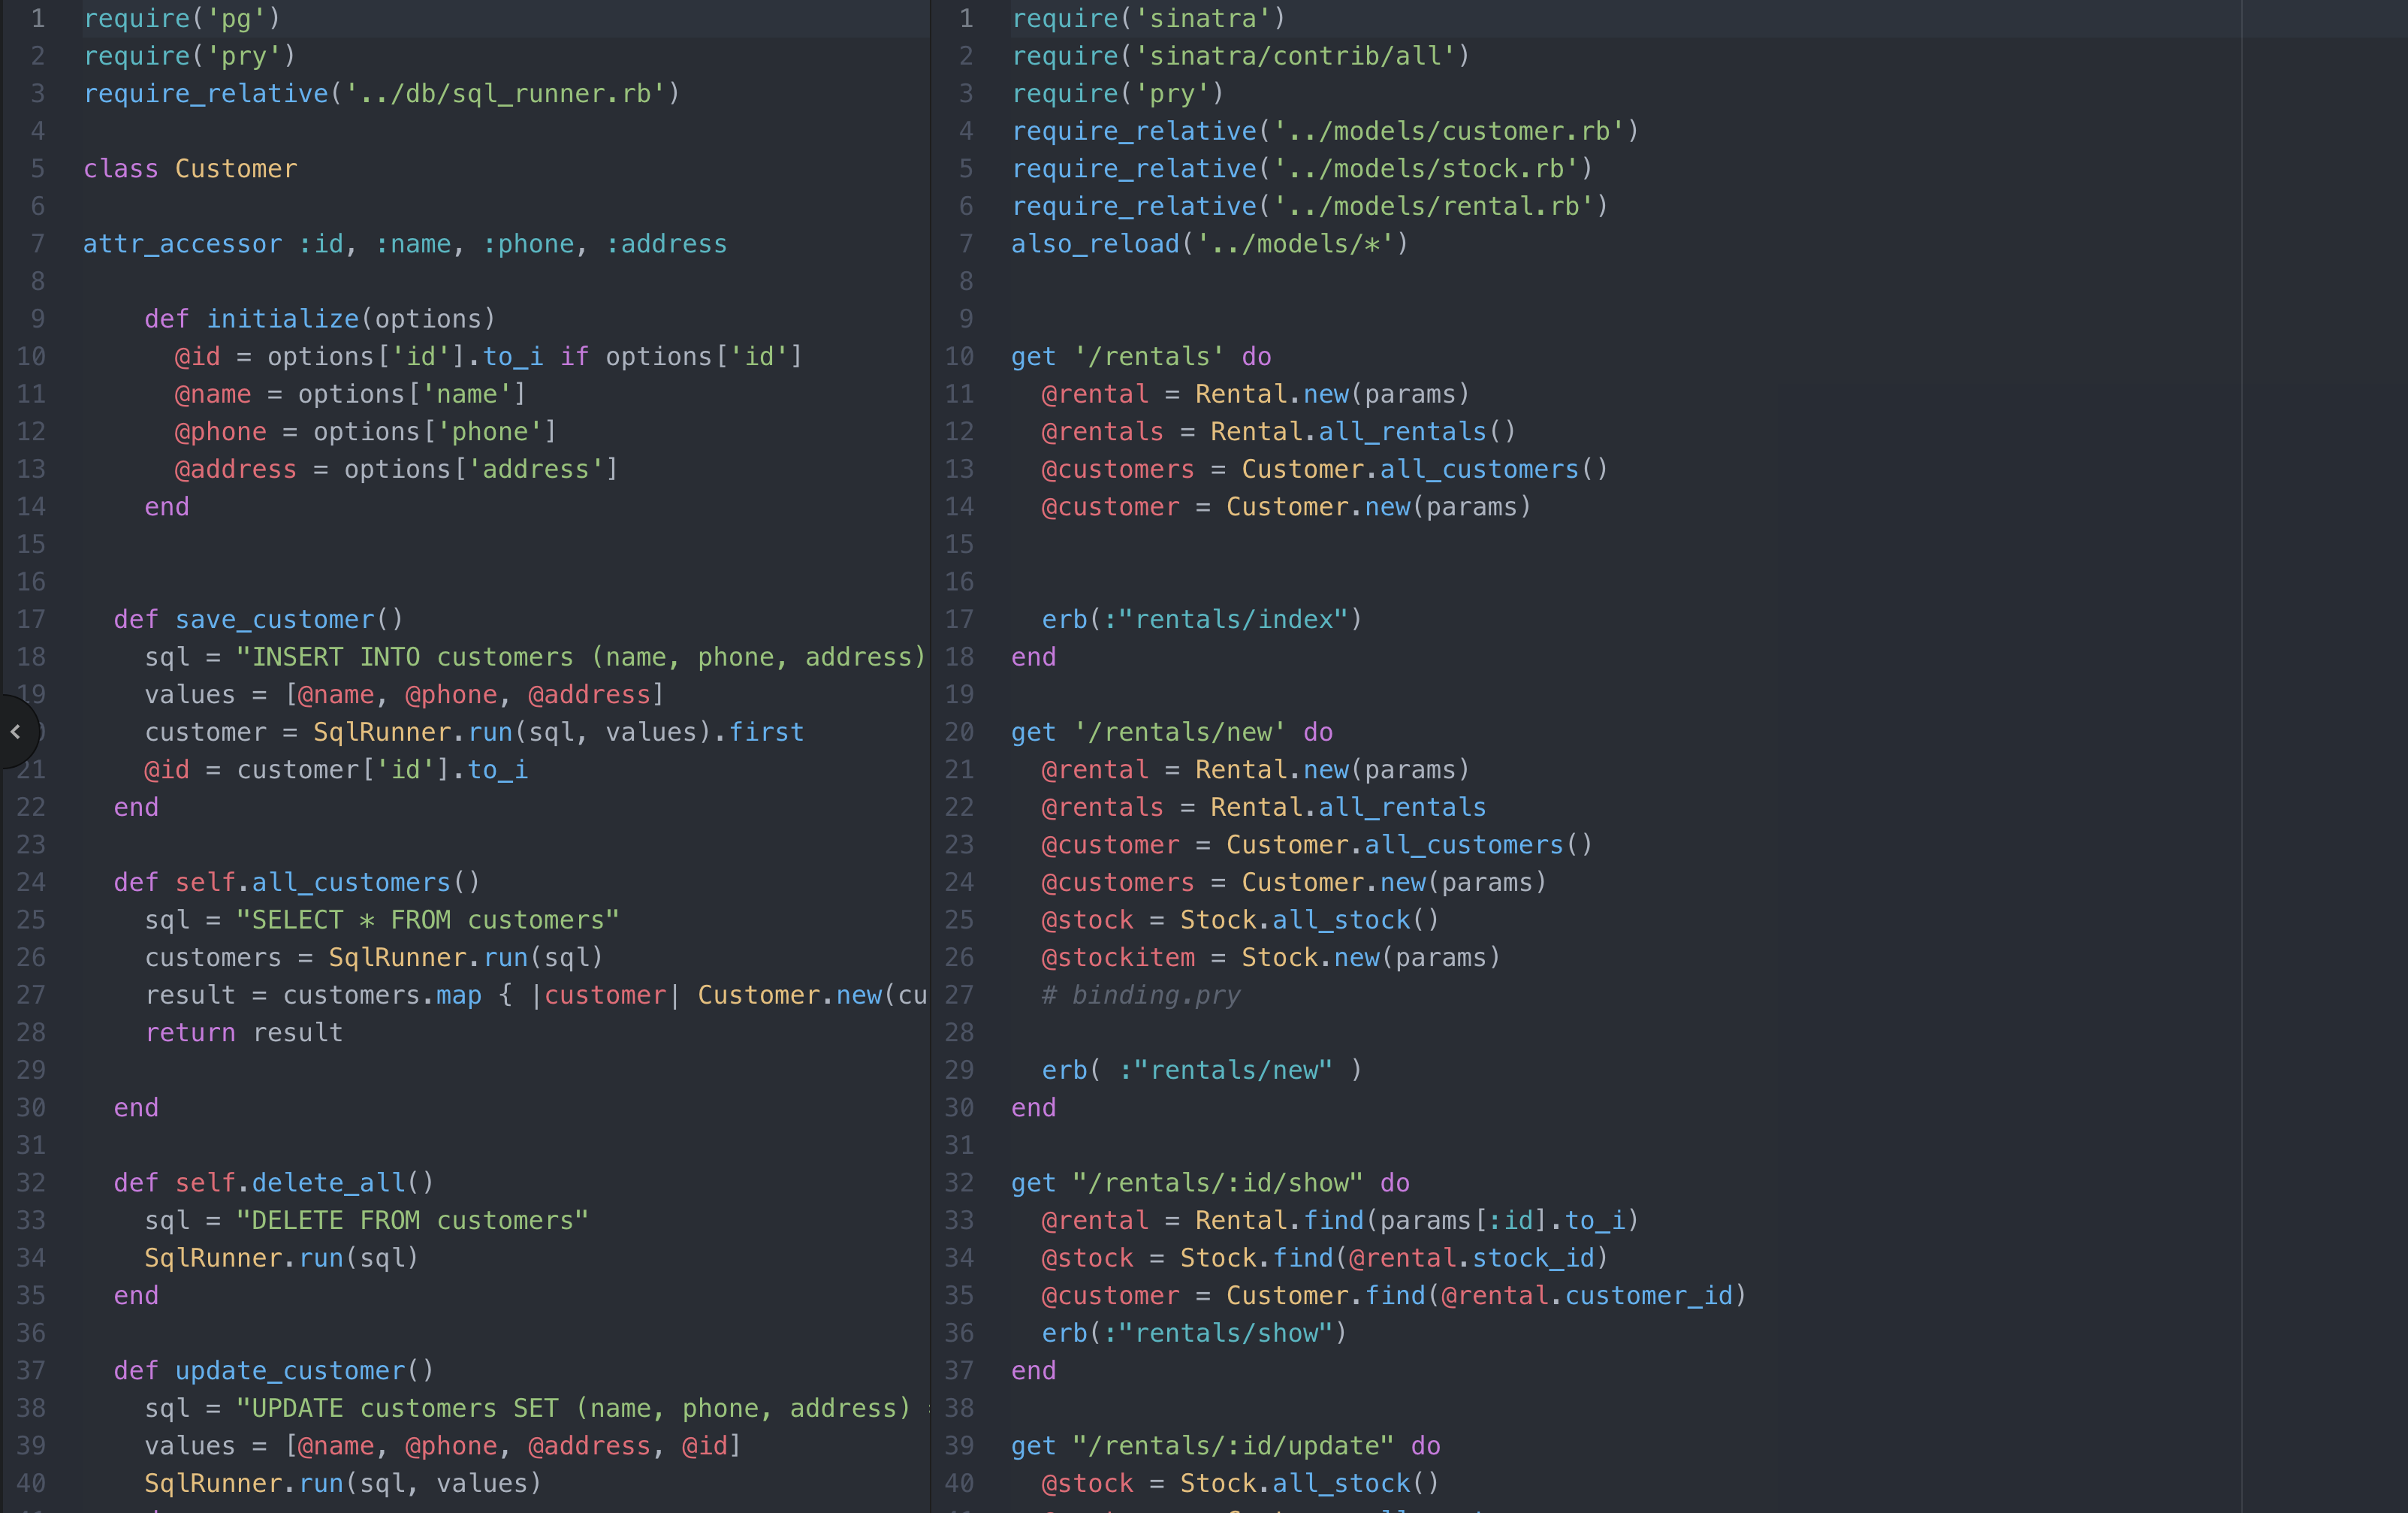 1 require('pg')
2 require('pry')
3 require_relative('../db/sql_runner.rb')
4
5 class Customer
6
7 attr_accessor :id, :name, :phone, :address
8
9 def initialize(options)
10 @id = options['id'].to_i if options['id']
11 @name = options['name']
12 @phone = options['phone']
13 @address = options['address']
14 end
15
16
17 def save_customer()
18 sql = "INSERT INTO customers (name, phone, address)
19 values = [@name, @phone, @address]
customer = SqlRunner.run(sql, values).first
21 @id = customer['id'].to_i
22 end
23
24 def self.all_customers()
25 sql = "SELECT * FROM customers"
26 customers = SqlRunner.run(sql)
27 result = customers.map { |customer| Customer.new(cu
28 return result
29
30 end
31
32 def self.delete_all()
33 sql = "DELETE FROM customers"
34 SqlRunner.run(sql)
35 end
36
37 def update_customer()
38 sql = "UPDATE customers SET (name, phone, address)
39 values = [@name, @phone, @address, @id]
40 SqlRunner.run(sql, values)
1 require('sinatra')
2 require('sinatra/contrib/all')
3 require('pry')
4 require_relative('../models/customer.rb')
5 require_relative('../models/stock.rb')
6 require_relative('../models/rental.rb')
7 also_reload('../models/*')
8
9
10 get '/rentals' do
11 @rental = Rental.new(params)
12 @rentals = Rental.all_rentals()
13 @customers = Customer.all_customers()
14 @customer = Customer.new(params)
15
16
17 erb(:"rentals/index")
18 end
19
20 get '/rentals/new' do
21 @rental = Rental.new(params)
22 @rentals = Rental.all_rentals
23 @customer = Customer.all_customers()
24 @customers = Customer.new(params)
25 @stock = Stock.all_stock()
26 @stockitem = Stock.new(params)
27 # binding.pry
28
29 erb( :"rentals/new" )
30 end
31
32 get "/rentals/:id/show" do
33 @rental = Rental.find(params[:id].to_i)
34 @stock = Stock.find(@rental.stock_id)
35 @customer = Customer.find(@rental.customer_id)
36 erb(:"rentals/show")
37 end
38
39 get "/rentals/:id/update" do
40 @stock = Stock.all_stock()